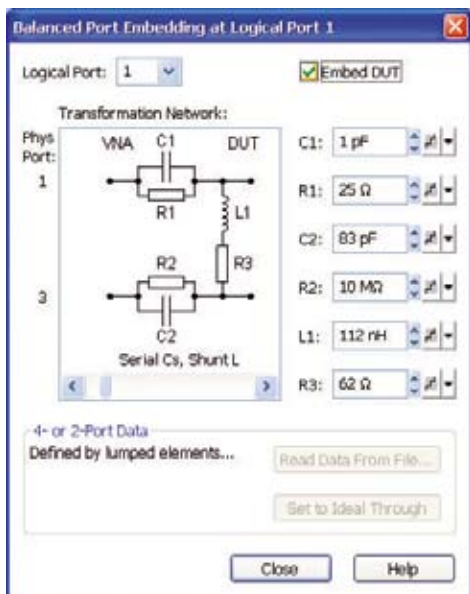 Balanced Port Embedding at Logical Port 1
Logical Port: 1 Embed DUT
Transformation Network:
Phys Port:
VNA C1 DUT
1
R1 L1
R2 R3
3
C2
Serial Cs, Shunt L
C1: 1 pF
R1: 25 Ω
C2: 83 pF
R2: 10 MΩ
L1: 112 nH
R3: 62 Ω
4- or 2-Port Data
Defined by lumped elements...
Read Data From File...
Set to Ideal Through
Close Help